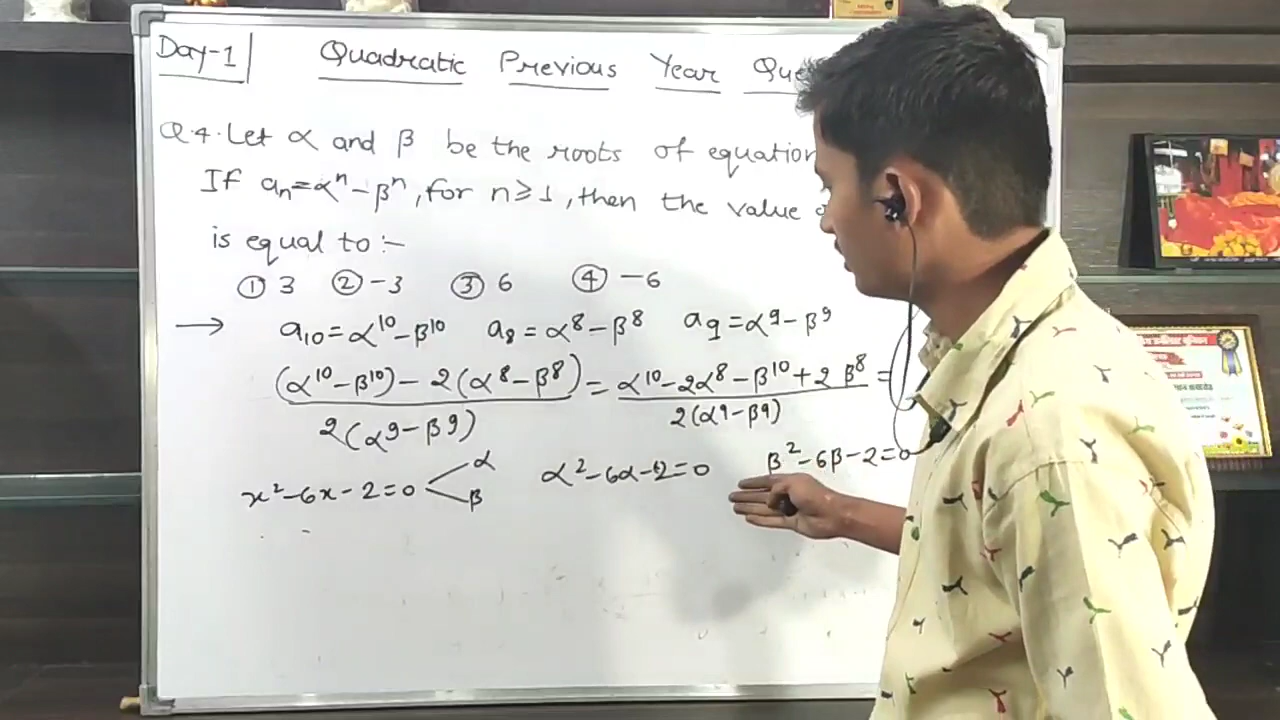 Day-1 Quadratic Previous Year
Q.4. Let α and β be the roots of equation
If aₙ=αⁿ-βⁿ, for n≥1, then the value
is equal to:-
① 3 ② -3 ③ 6 ④ -6
→ a₁₀=α¹⁰-β¹⁰ a₈=α⁸-β⁸ a₉=α⁹-β⁹
(α¹⁰-β¹⁰)-2(α⁸-β⁸) = α¹⁰-2α⁸-β¹⁰+2β⁸ =
2(α⁹-β⁹) 2(α⁹-β⁹)
x²-6x-2=0 α β α²-6α-2=0 β²-6β-2=0